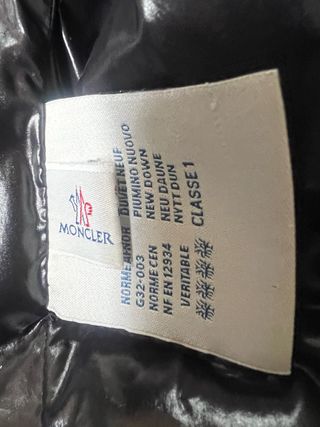 MONCLER
NORME AFNOR
G32-003
NORME CEN
NF EN 12934
VERITABLE
DUVET NEUF
PIUMINO NUOVO
NEW DOWN
NEU DAUNE
NYTT DUN
CLASSE 1